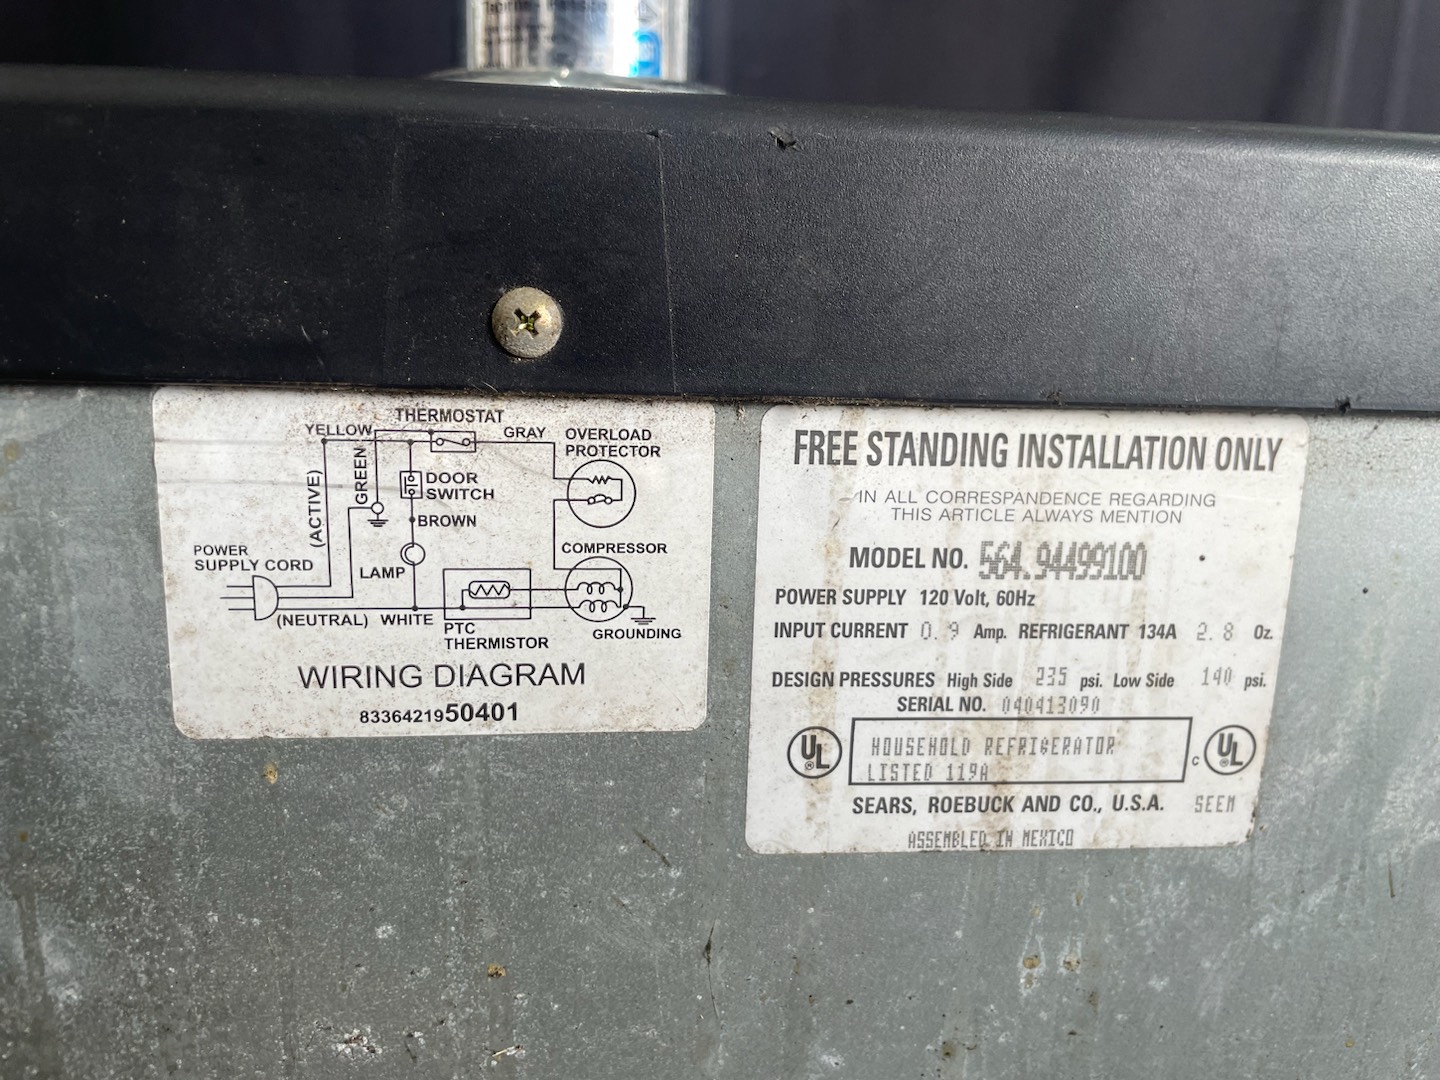 THERMOSTAT
YELLOW
GRAY
OVERLOAD
PROTECTOR
GREEN
(ACTIVE)
DOOR
SWITCH
BROWN
POWER
SUPPLY CORD
COMPRESSOR
LAMP
(NEUTRAL)
WHITE
PTC
THERMISTOR
GROUNDING
WIRING DIAGRAM
8336421950401
FREE STANDING INSTALLATION ONLY
IN ALL CORRESPANDENCE REGARDING
THIS ARTICLE ALWAYS MENTION
MODEL NO. 564.94499100
POWER SUPPLY 120 Volt, 60Hz
INPUT CURRENT 0.9 Amp. REFRIGERANT 134A 2.8 Oz.
DESIGN PRESSURES High Side 235 psi. Low Side 140 psi.
SERIAL NO. 040413090
UL
HOUSEHOLD REFRIGERATOR
LISTED 119A
C UL
SEARS, ROEBUCK AND CO., U.S.A. SEEM
ASSEMBLED IN MEXICO